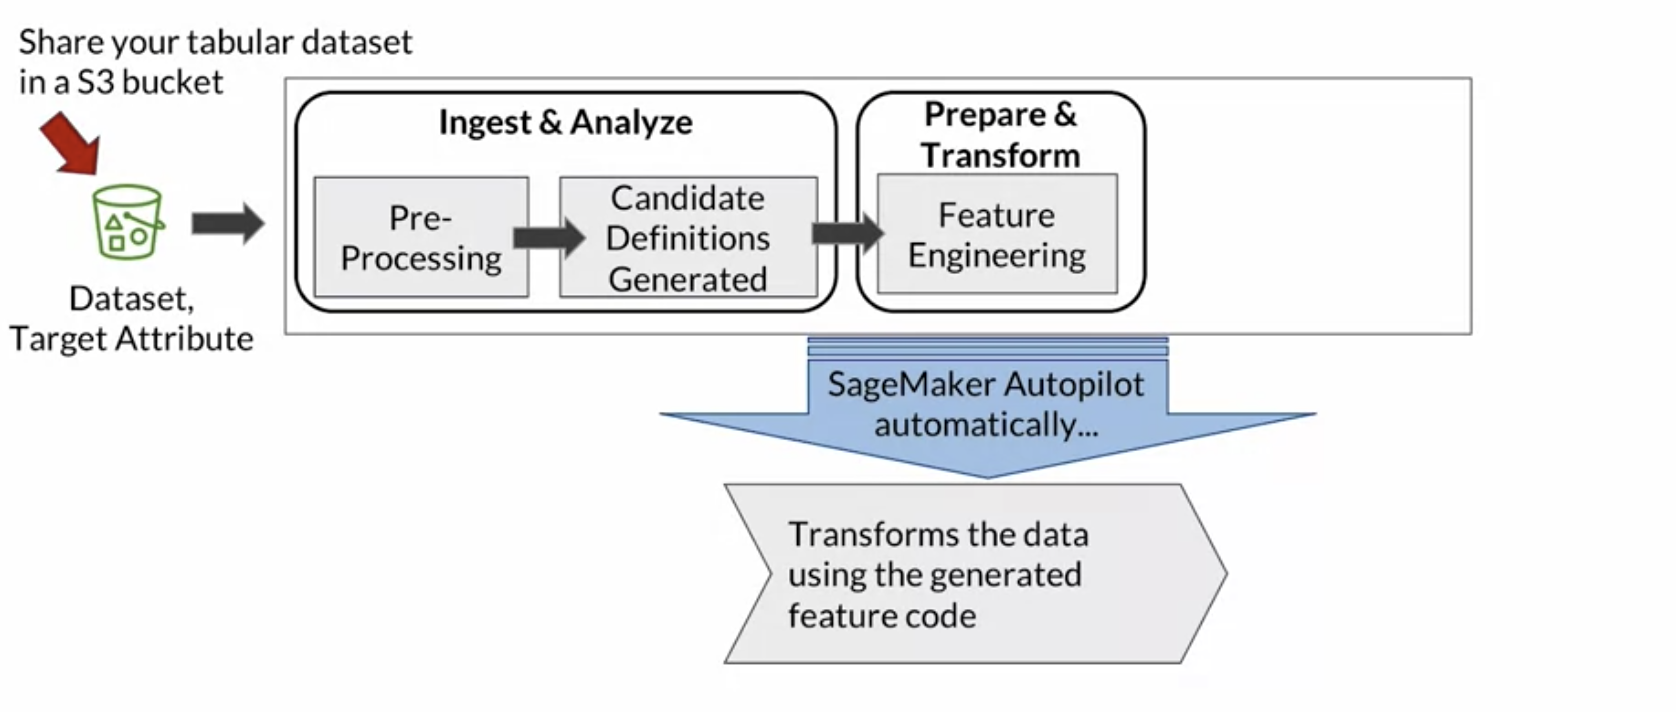 Share your tabular dataset
in a S3 bucket
Dataset,
Target Attribute
Ingest & Analyze
Pre-
Processing
Candidate
Definitions
Generated
Prepare &
Transform
Feature
Engineering
SageMaker Autopilot
automatically...
Transforms the data
using the generated
feature code